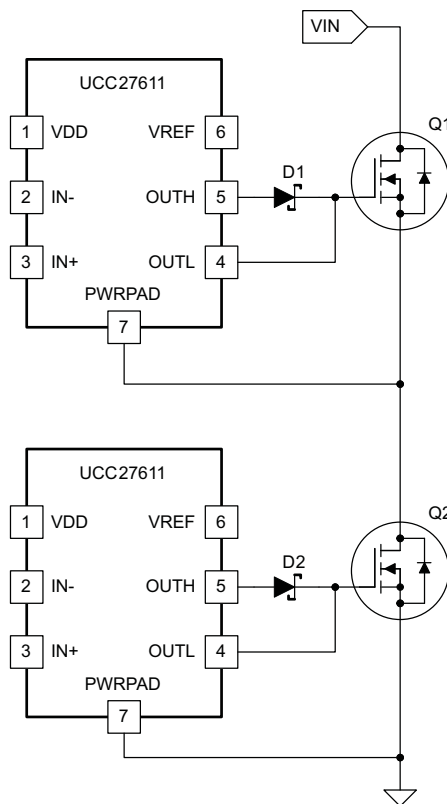 VIN
UCC27611
Q1
1 VDD VREF 6
D1
2 IN- OUTH 5
3 IN+ OUTL 4
PWRPAD
7
UCC27611
Q2
1 VDD VREF 6
D2
2 IN- OUTH 5
3 IN+ OUTL 4
PWRPAD
7